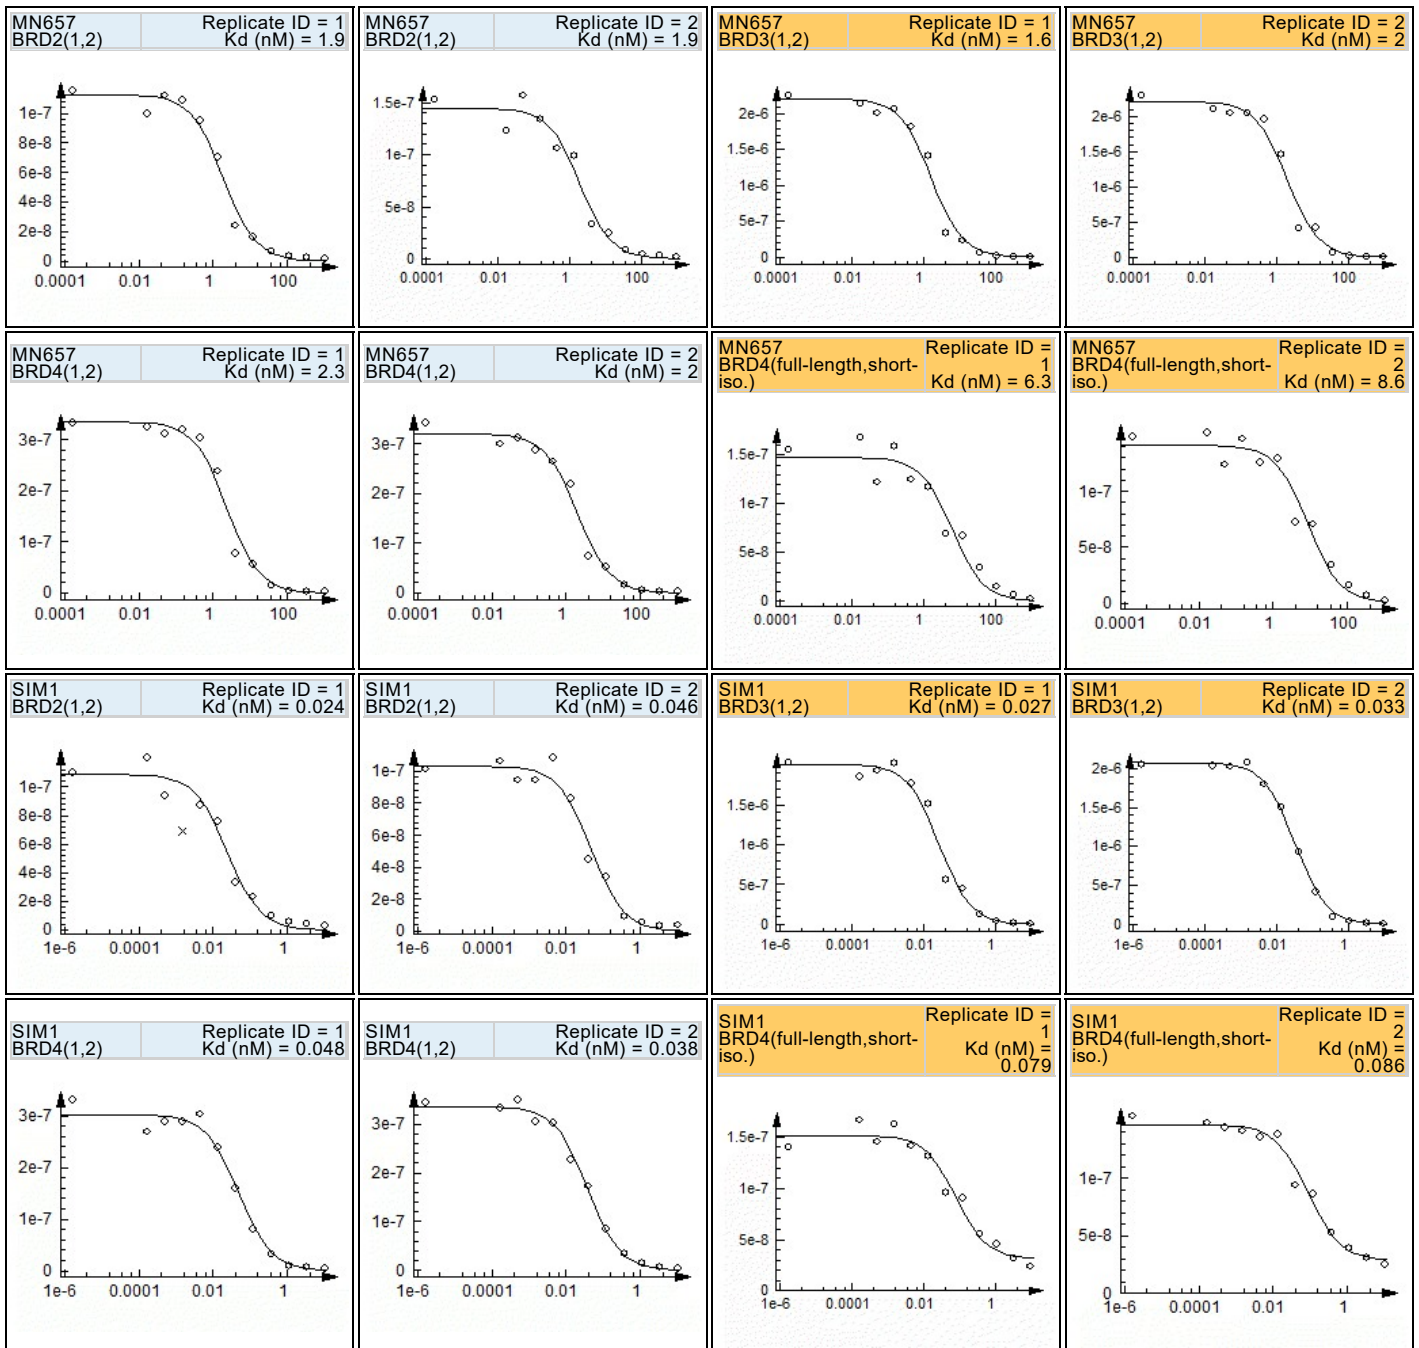 MN657
BRD2(1,2)
Replicate ID = 1
Kd (nM) = 1.9
1e-7
8e-8
6e-8
4e-8
2e-8
0
0.0001 0.01 1 100
MN657
BRD2(1,2)
Replicate ID = 2
Kd (nM) = 1.9
1.5e-7
1e-7
5e-8
0
0.0001 0.01 1 100
MN657
BRD3(1,2)
Replicate ID = 1
Kd (nM) = 1.6
2e-6
1.5e-6
1e-6
5e-7
0
0.0001 0.01 1 100
MN657
BRD3(1,2)
Replicate ID = 2
Kd (nM) = 2
2e-6
1.5e-6
1e-6
5e-7
0
0.0001 0.01 1 100
MN657
BRD4(1,2)
Replicate ID = 1
Kd (nM) = 2.3
3e-7
2e-7
1e-7
0
0.0001 0.01 1 100
MN657
BRD4(1,2)
Replicate ID = 2
Kd (nM) = 2
3e-7
2e-7
1e-7
0
0.0001 0.01 1 100
MN657
BRD4(full-length,short-
iso.)
Replicate ID =
1
Kd (nM) = 6.3
1.5e-7
1e-7
5e-8
0
0.0001 0.01 1 100
MN657
BRD4(full-length,short-
iso.)
Replicate ID =
2
Kd (nM) = 8.6
1e-7
5e-8
0
0.0001 0.01 1 100
SIM1
BRD2(1,2)
Replicate ID = 1
Kd (nM) = 0.024
1e-7
8e-8
6e-8
4e-8
2e-8
0
1e-6 0.0001 0.01 1
SIM1
BRD2(1,2)
Replicate ID = 2
Kd (nM) = 0.046
1e-7
8e-8
6e-8
4e-8
2e-8
0
1e-6 0.0001 0.01 1
SIM1
BRD3(1,2)
Replicate ID = 1
Kd (nM) = 0.027
1.5e-6
1e-6
5e-7
0
1e-6 0.0001 0.01 1
SIM1
BRD3(1,2)
Replicate ID = 2
Kd (nM) = 0.033
2e-6
1.5e-6
1e-6
5e-7
0
1e-6 0.0001 0.01 1
SIM1
BRD4(1,2)
Replicate ID = 1
Kd (nM) = 0.048
3e-7
2e-7
1e-7
0
1e-6 0.0001 0.01 1
SIM1
BRD4(1,2)
Replicate ID = 2
Kd (nM) = 0.038
3e-7
2e-7
1e-7
0
1e-6 0.0001 0.01 1
SIM1
BRD4(full-length,short-
iso.)
Replicate ID =
1
Kd (nM) =
0.079
1.5e-7
1e-7
5e-8
0
1e-6 0.0001 0.01 1
SIM1
BRD4(full-length,short-
iso.)
Replicate ID =
2
Kd (nM) =
0.086
1e-7
5e-8
0
1e-6 0.0001 0.01 1